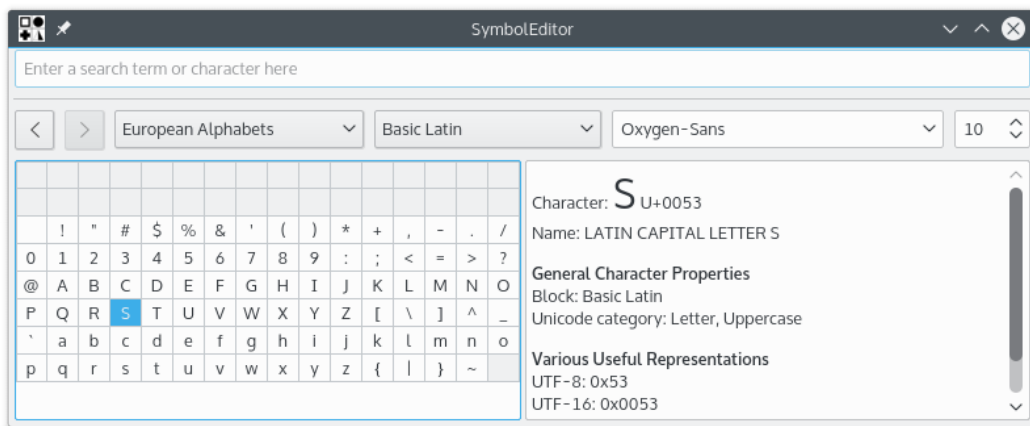 SymbolEditor
Enter a search term or character here
European Alphabets Basic Latin Oxygen-Sans 10
! " # $ % & ' ( ) * + , - . /
0 1 2 3 4 5 6 7 8 9 : ; < = > ?
@ A B C D E F G H I J K L M N O
P Q R S T U V W X Y Z [ \ ] ^ _
` a b c d e f g h i j k l m n o
p q r s t u v w x y z { | } ~
Character: S U+0053
Name: LATIN CAPITAL LETTER S
General Character Properties
Block: Basic Latin
Unicode category: Letter, Uppercase
Various Useful Representations
UTF-8: 0x53
UTF-16: 0x0053